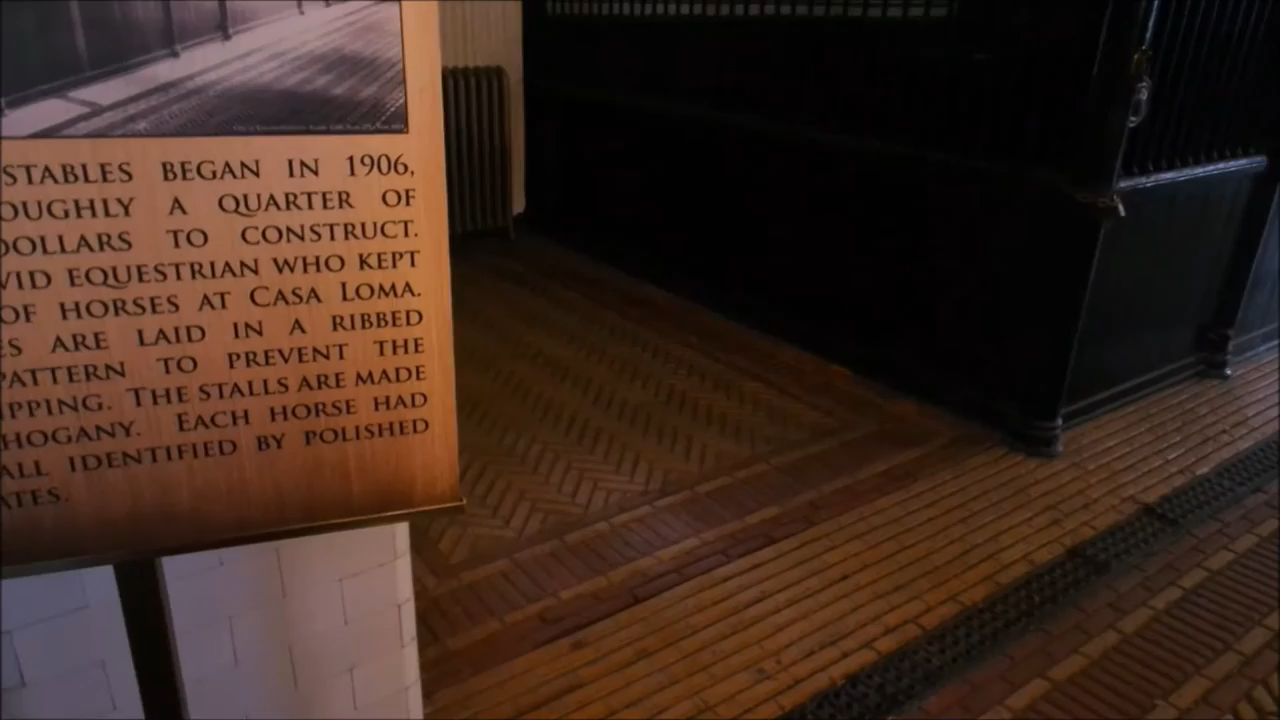 STABLES BEGAN IN 1906,
OUGHLY A QUARTER OF
DOLLARS TO CONSTRUCT.
VID EQUESTRIAN WHO KEPT
OF HORSES AT CASA LOMA.
ES ARE LAID IN A RIBBED
PATTERN TO PREVENT THE
IPPING. THE STALLS ARE MADE
HOGANY. EACH HORSE HAD
ALL IDENTIFIED BY POLISHED
ATES.